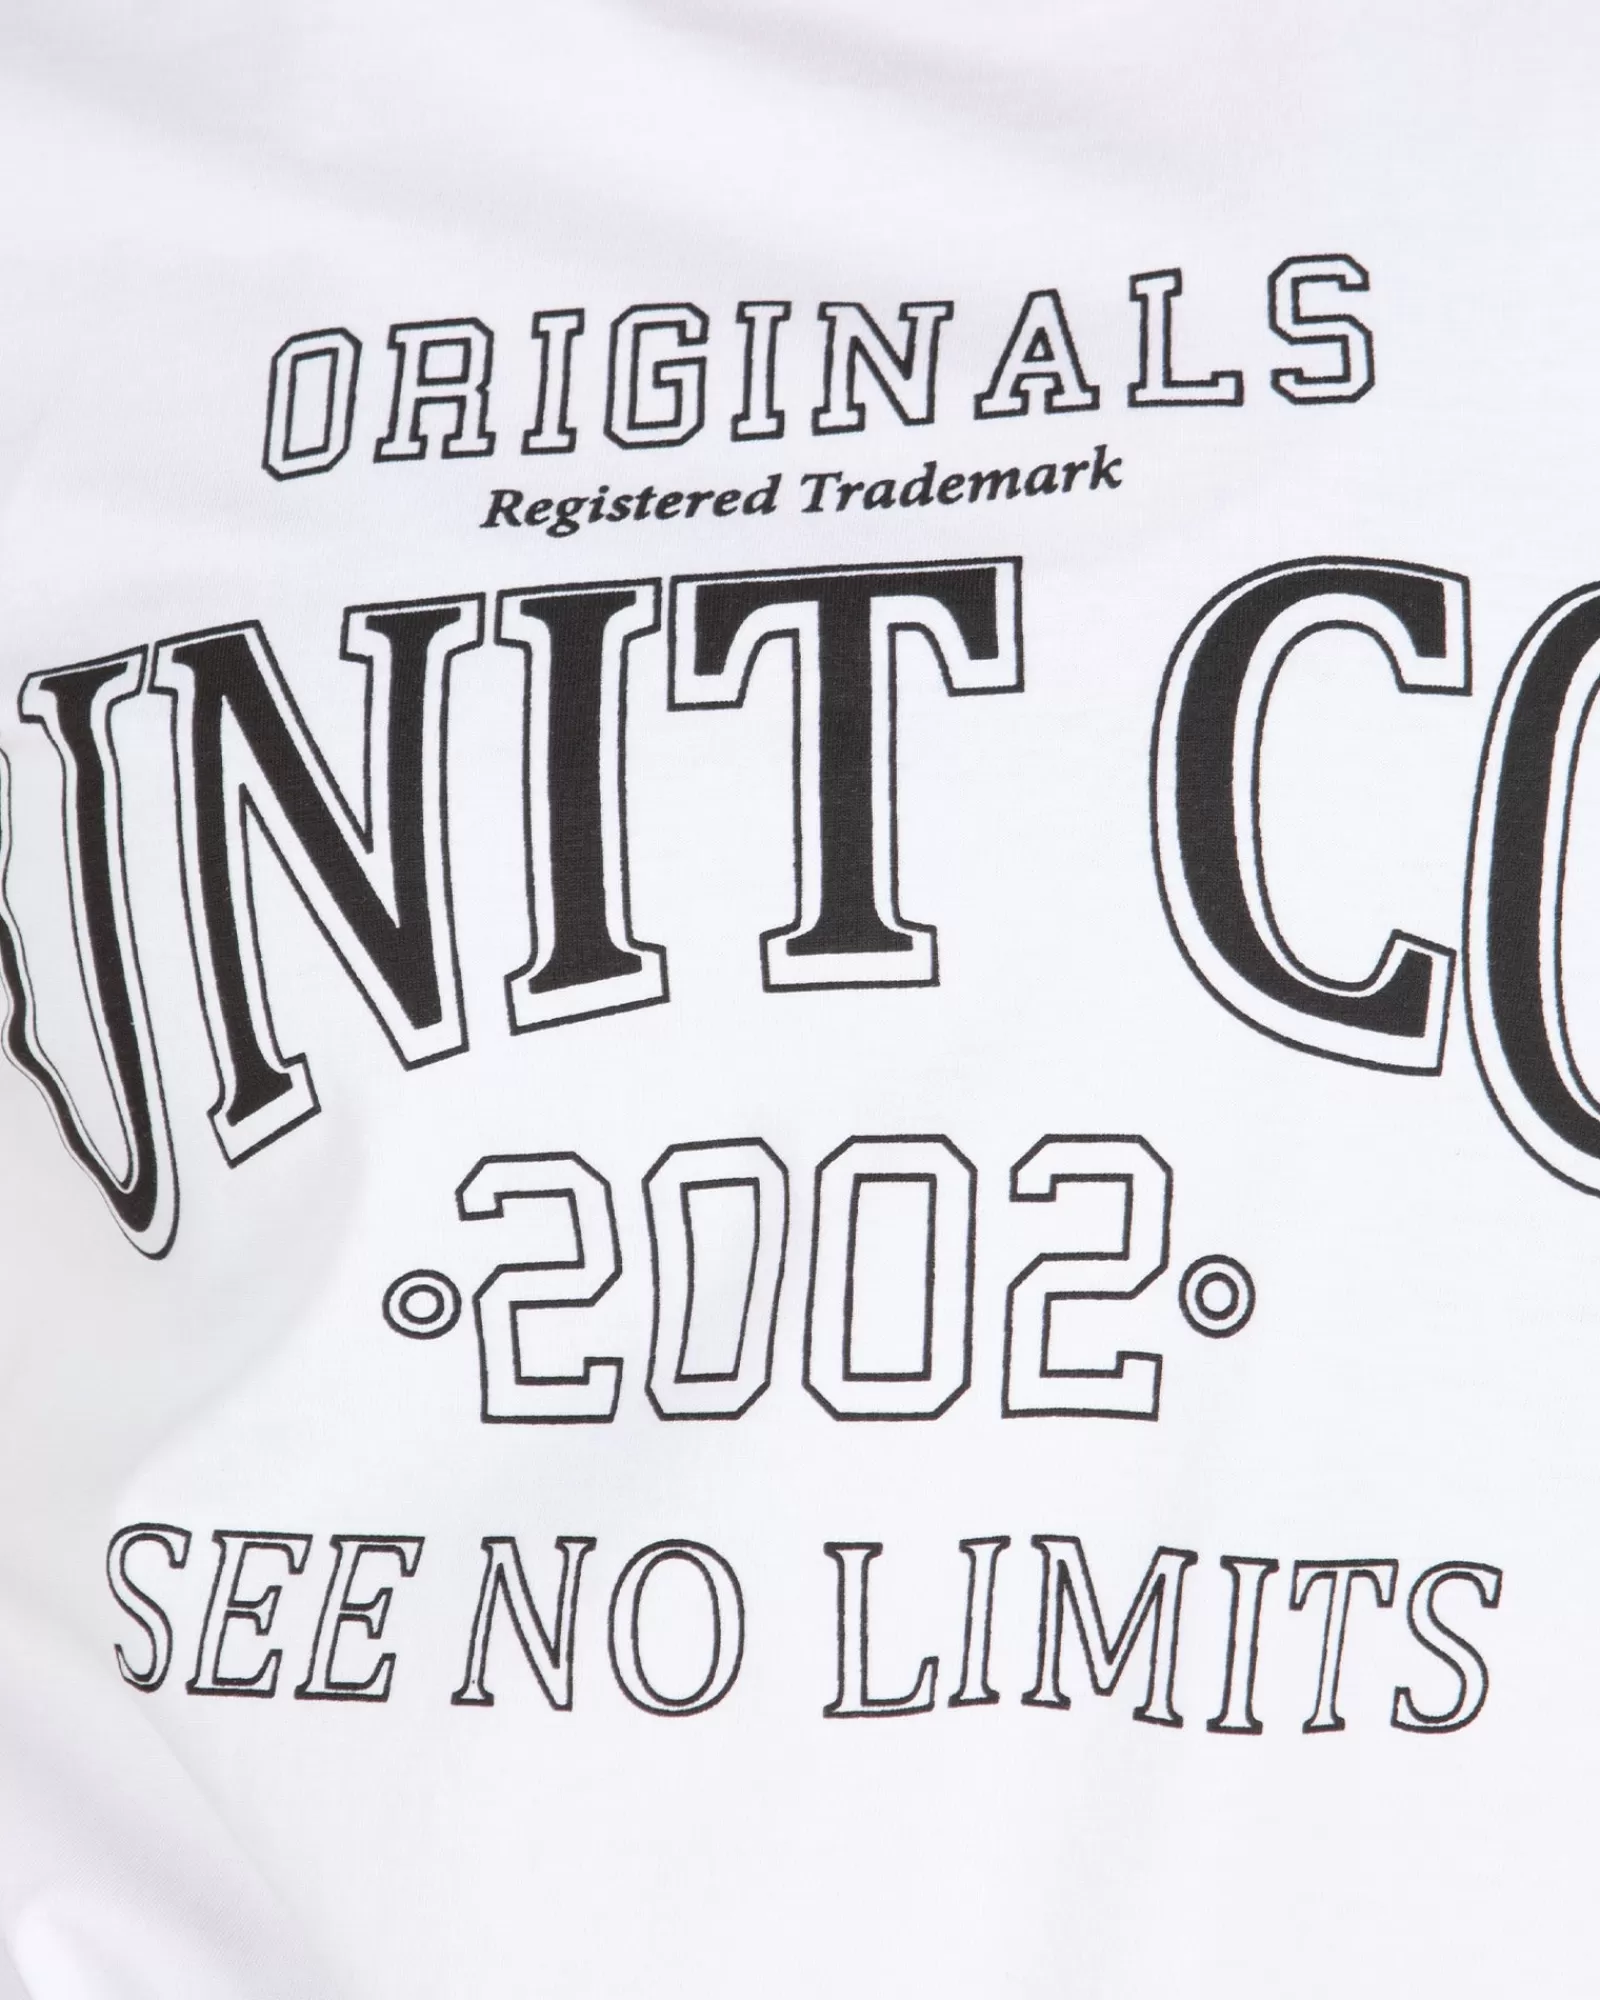 ORIGINALS
Registered Trademark
UNIT CO
•2002•
SEE NO LIMITS